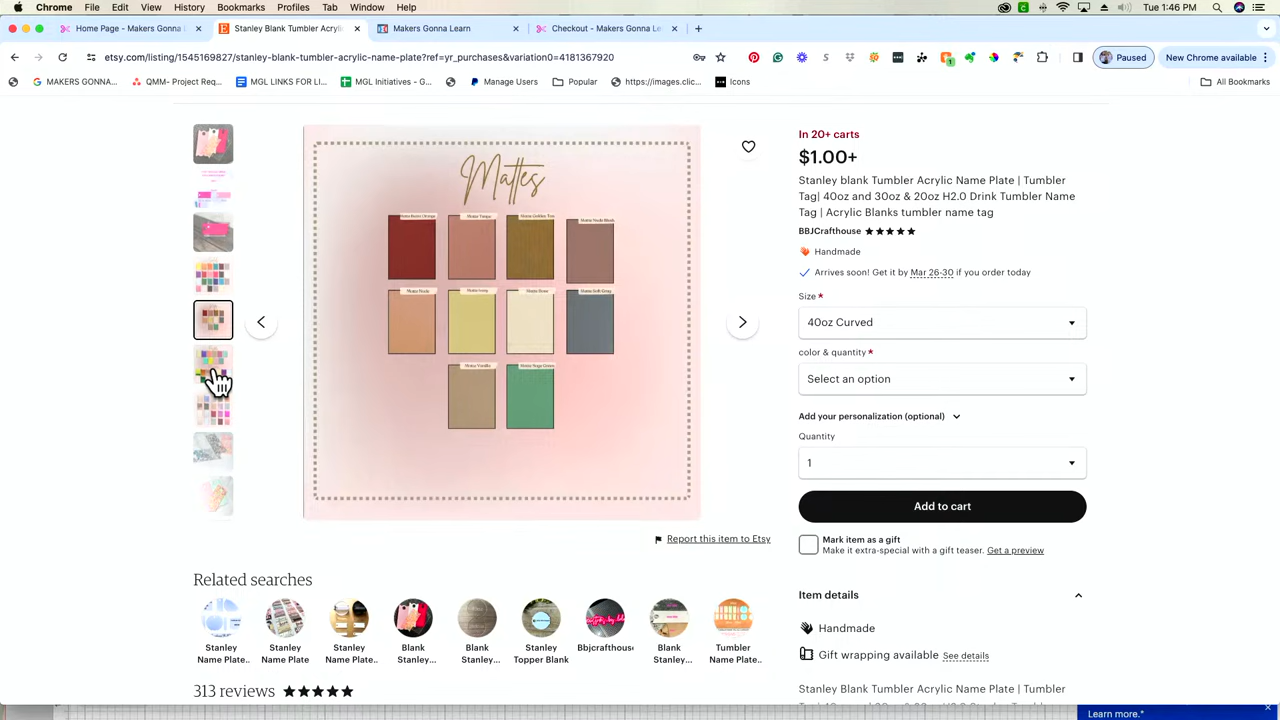 Chrome File Edit View History Bookmarks Profiles Tab Window Help Tue 1:46 PM
Home Page - Makers Gonna L Stanley Blank Tumbler Acrylic Makers Gonna Learn Checkout - Makers Gonna Le
etsy.com/listing/1545169827/stanley-blank-tumbler-acrylic-name-plate?ref=yr_purchases&variation0=4181367920 Paused New Chrome available
MAKERS GONNA... QMM- Project Req... MGL LINKS FOR LI... MGL Initiatives - G... Manage Users Popular https://images.clic... Icons All Bookmarks
Mattes
In 20+ carts
$1.00+
Stanley blank Tumbler Acrylic Name Plate | Tumbler
Tag| 40oz and 30oz & 20oz H2.0 Drink Tumbler Name
Tag | Acrylic Blanks tumbler name tag
BBJCrafthouse
Handmade
Arrives soon! Get it by Mar 26-30 if you order today
Size *
40oz Curved
color & quantity *
Select an option
Add your personalization (optional)
Quantity
1
Add to cart
Mark item as a gift
Make it extra-special with a gift teaser. Get a preview
Report this item to Etsy
Related searches
Stanley Name Plate..
Stanley Name Plate
Stanley Name Plate..
Blank Stanley...
Blank Stanley...
Stanley Topper Blank
Bbjcrafthouse
Blank Stanley...
Tumbler Name Plate..
313 reviews
Item details
Handmade
Gift wrapping available See details
Stanley Blank Tumbler Acrylic Name Plate | Tumbler
Learn more.*